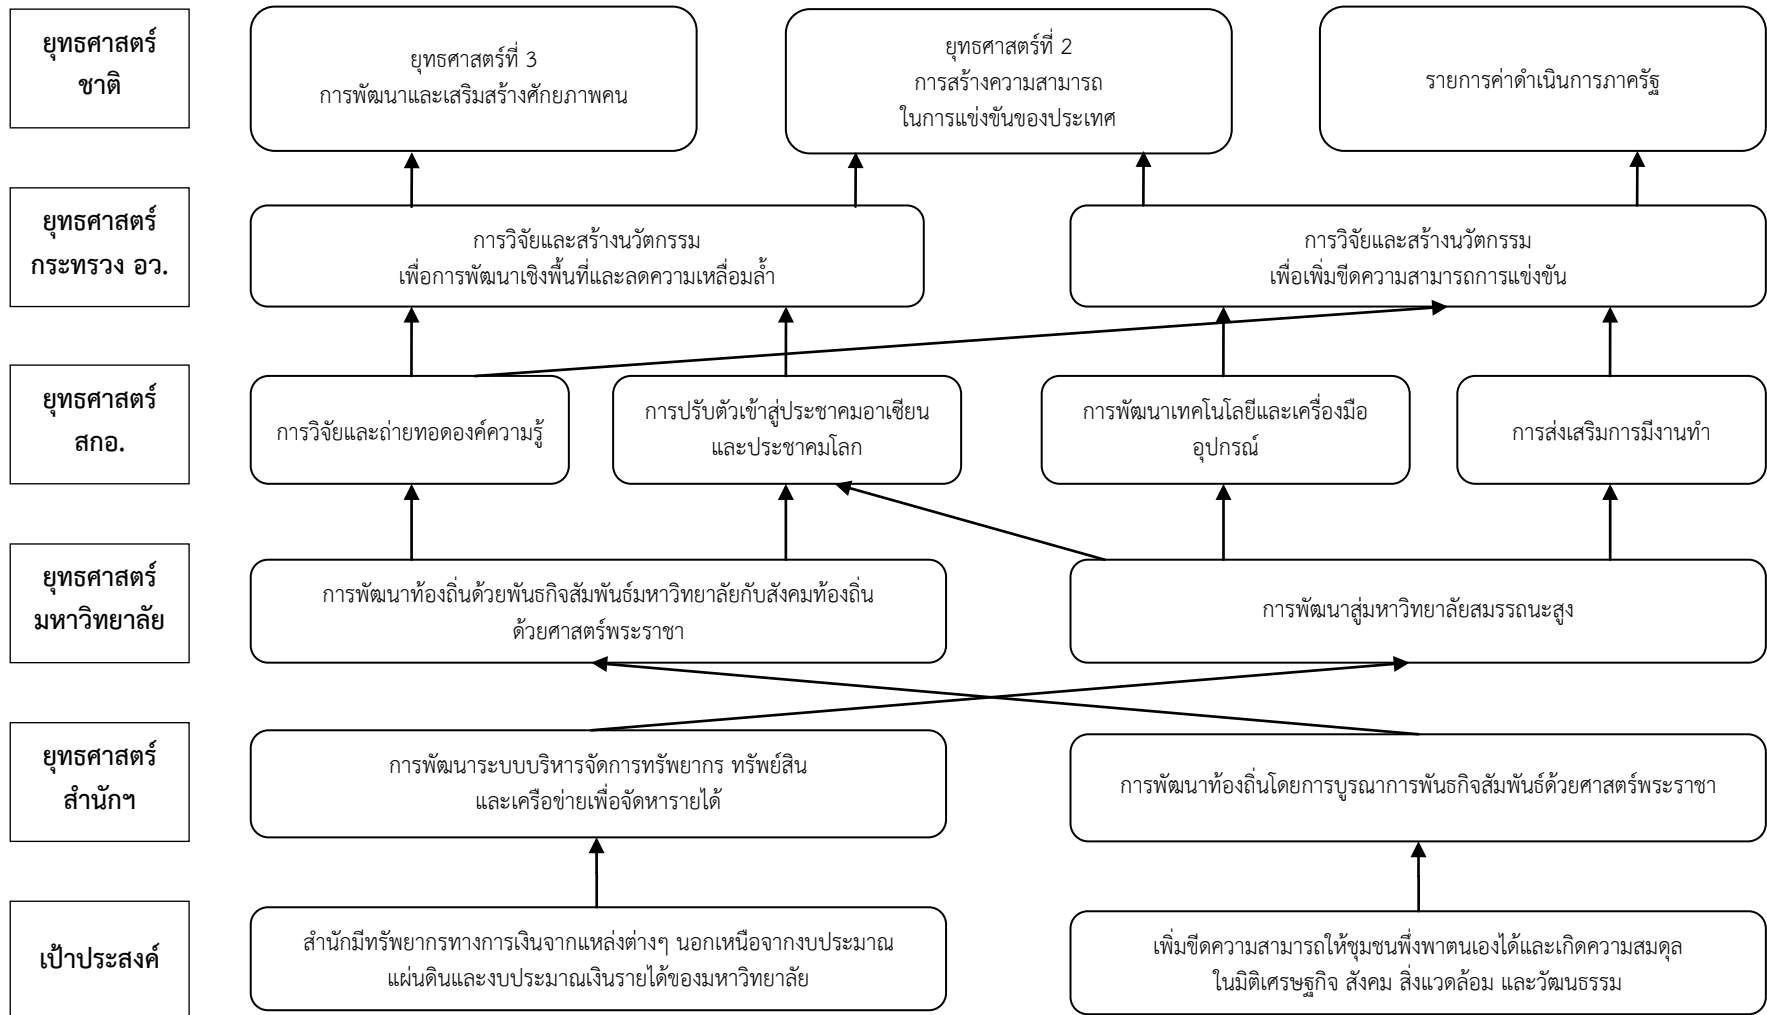 ยุทธศาสตร์
ชาติ
ยุทธศาสตร์ที่ 3
การพัฒนาและเสริมสร้างศักยภาพคน
ยุทธศาสตร์ที่ 2
การสร้างความสามารถ
ในการแข่งขันของประเทศ
รายการค่าดำเนินการภาครัฐ
ยุทธศาสตร์
กระทรวง อว.
การวิจัยและสร้างนวัตกรรม
เพื่อการพัฒนาเชิงพื้นที่และลดความเหลื่อมล้ำ
การวิจัยและสร้างนวัตกรรม
เพื่อเพิ่มขีดความสามารถการแข่งขัน
ยุทธศาสตร์
สกอ.
การวิจัยและถ่ายทอดองค์ความรู้
การปรับตัวเข้าสู่ประชาคมอาเซียน
และประชาคมโลก
การพัฒนาเทคโนโลยีและเครื่องมือ
อุปกรณ์
การส่งเสริมการมีงานทำ
ยุทธศาสตร์
มหาวิทยาลัย
การพัฒนาท้องถิ่นด้วยพันธกิจสัมพันธ์มหาวิทยาลัยกับสังคมท้องถิ่น
ด้วยศาสตร์พระราชา
การพัฒนาสู่มหาวิทยาลัยสมรรถนะสูง
ยุทธศาสตร์
สำนักฯ
การพัฒนาระบบบริหารจัดการทรัพยากร ทรัพย์สิน
และเครือข่ายเพื่อจัดหารายได้
การพัฒนาท้องถิ่นโดยการบูรณาการพันธกิจสัมพันธ์ด้วยศาสตร์พระราชา
เป้าประสงค์
สำนักมีทรัพยากรทางการเงินจากแหล่งต่างๆ นอกเหนือจากงบประมาณ
แผ่นดินและงบประมาณเงินรายได้ของมหาวิทยาลัย
เพิ่มขีดความสามารถให้ชุมชนพึ่งพาตนเองได้และเกิดความสมดุล
ในมิติเศรษฐกิจ สังคม สิ่งแวดล้อม และวัฒนธรรม